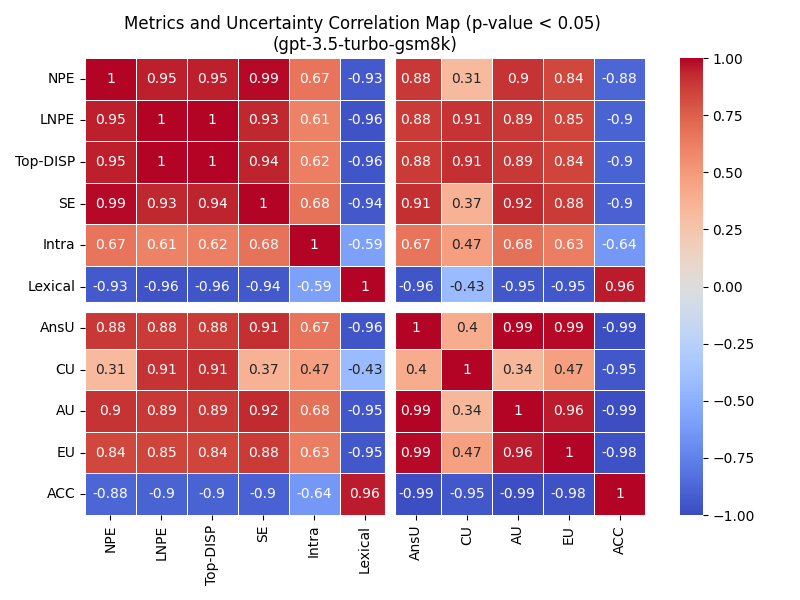 Metrics and Uncertainty Correlation Map (p-value < 0.05)
(gpt-3.5-turbo-gsm8k)
NPE 1 0.95 0.95 0.99 0.67 -0.93 0.88 0.31 0.9 0.84 -0.88
LNPE 0.95 1 1 0.93 0.61 -0.96 0.88 0.91 0.89 0.85 -0.9
Top-DISP 0.95 1 1 0.94 0.62 -0.96 0.88 0.91 0.89 0.84 -0.9
SE 0.99 0.93 0.94 1 0.68 -0.94 0.91 0.37 0.92 0.88 -0.9
Intra 0.67 0.61 0.62 0.68 1 -0.59 0.67 0.47 0.68 0.63 -0.64
Lexical -0.93 -0.96 -0.96 -0.94 -0.59 1 -0.96 -0.43 -0.95 -0.95 0.96
AnsU 0.88 0.88 0.88 0.91 0.67 -0.96 1 0.4 0.99 0.99 -0.99
CU 0.31 0.91 0.91 0.37 0.47 -0.43 0.4 1 0.34 0.47 -0.95
AU 0.9 0.89 0.89 0.92 0.68 -0.95 0.99 0.34 1 0.96 -0.99
EU 0.84 0.85 0.84 0.88 0.63 -0.95 0.99 0.47 0.96 1 -0.98
ACC -0.88 -0.9 -0.9 -0.9 -0.64 0.96 -0.99 -0.95 -0.99 -0.98 1
NPE LNPE Top-DISP SE Intra Lexical AnsU CU AU EU ACC
1.00
0.75
0.50
0.25
0.00
-0.25
-0.50
-0.75
-1.00